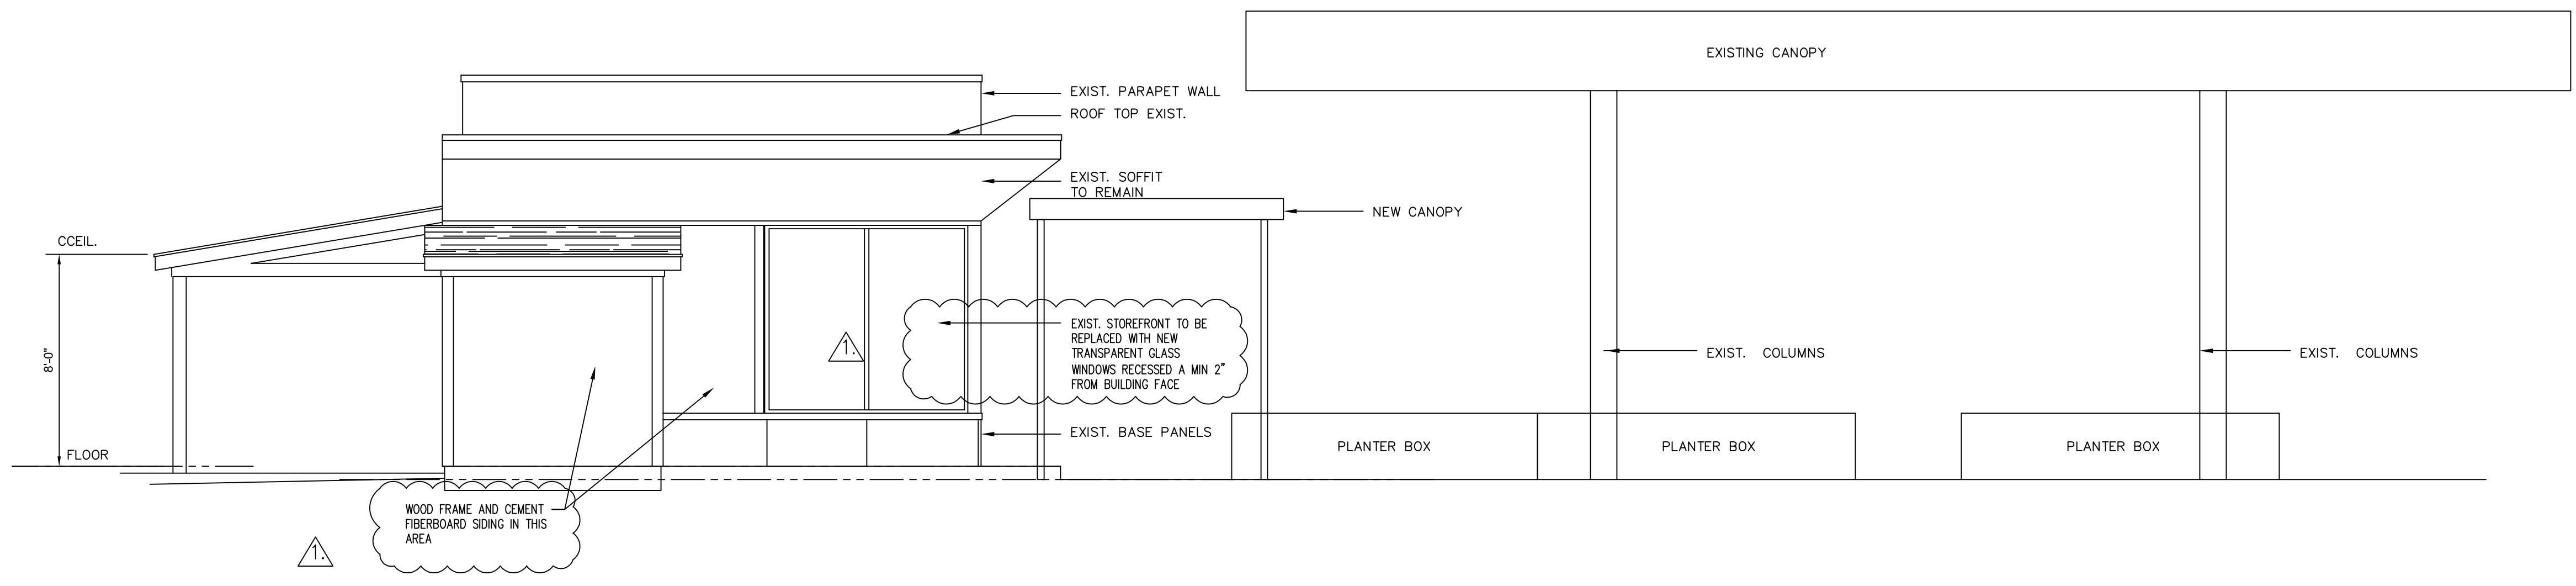 EXISTING CANOPY
EXIST. PARAPET WALL
ROOF TOP EXIST.
EXIST. SOFFIT
TO REMAIN
NEW CANOPY
CCEIL.
8'-0"
FLOOR
1.
EXIST. STOREFRONT TO BE
REPLACED WITH NEW
TRANSPARENT GLASS
WINDOWS RECESSED A MIN 2"
FROM BUILDING FACE
EXIST. COLUMNS
EXIST. COLUMNS
EXIST. BASE PANELS
PLANTER BOX
PLANTER BOX
PLANTER BOX
WOOD FRAME AND CEMENT
FIBERBOARD SIDING IN THIS
AREA
1.